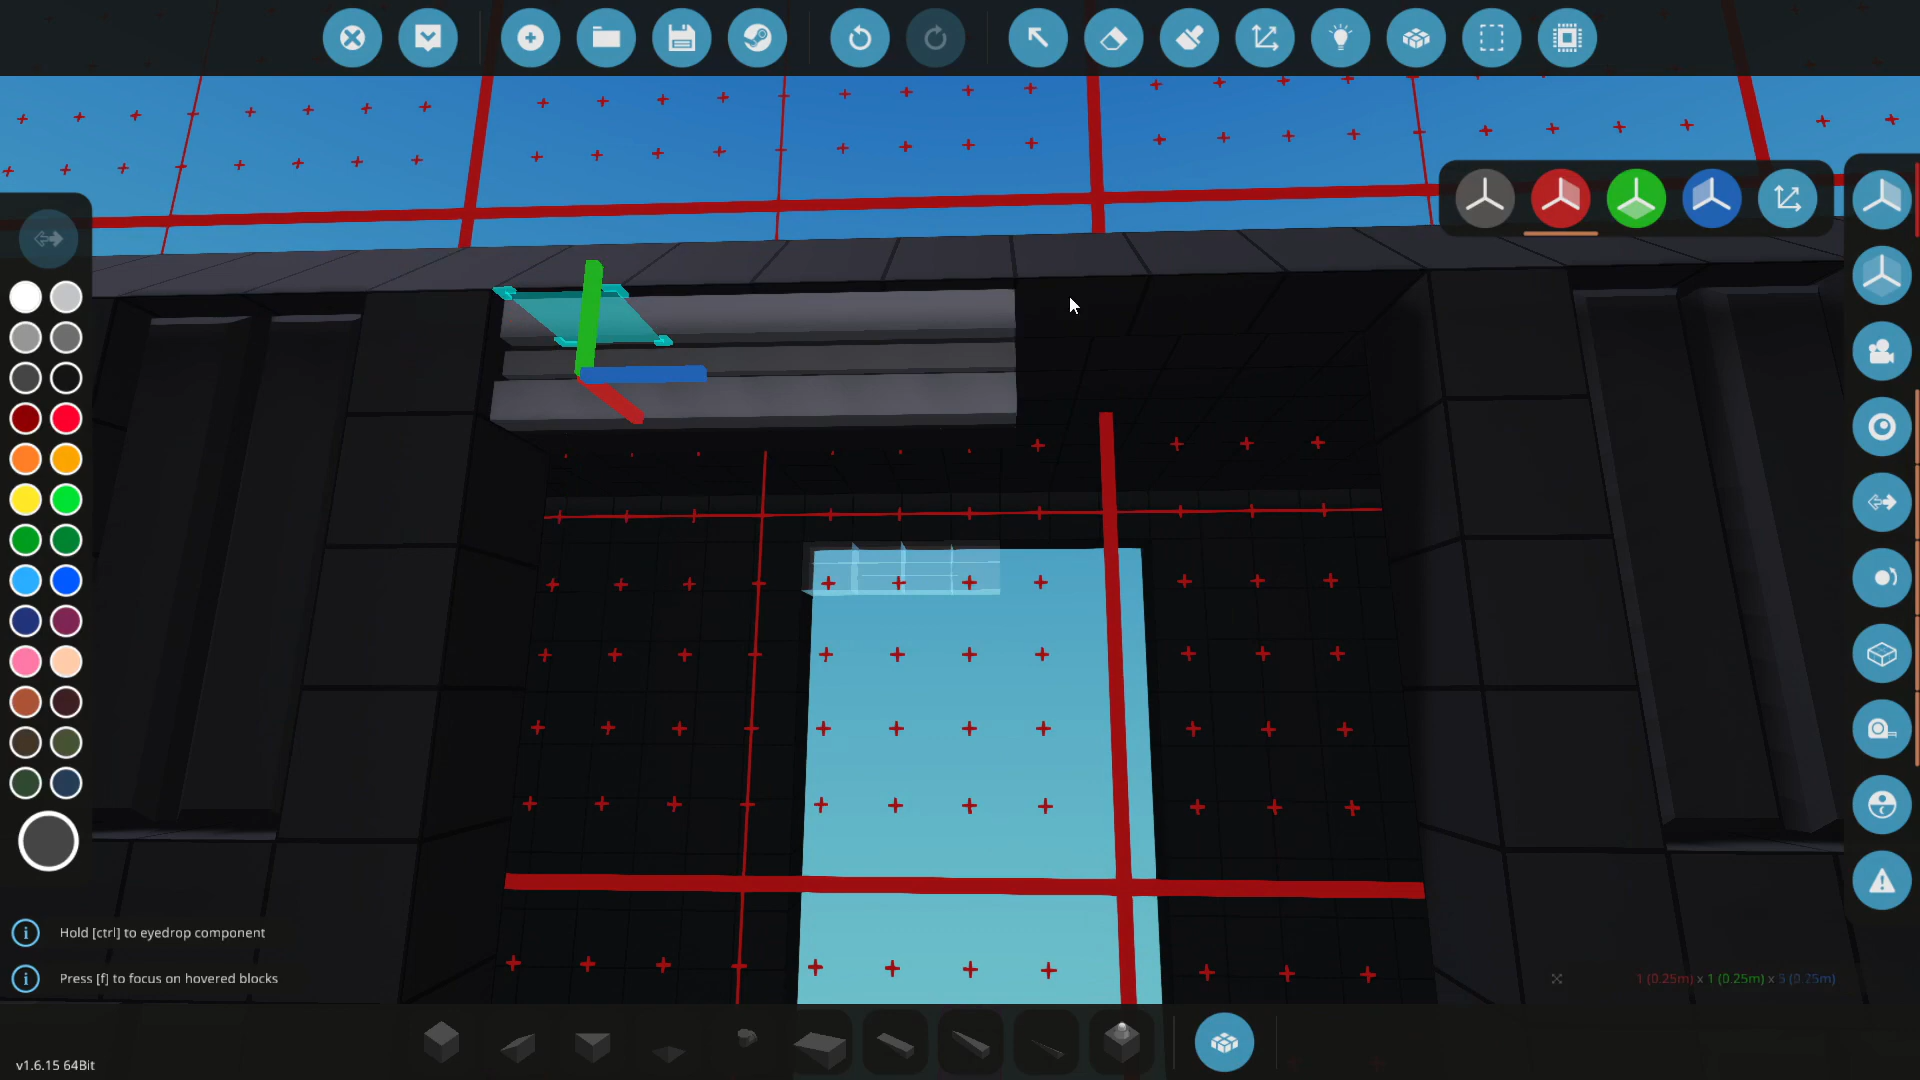 Hold [ctrl] to eyedrop component
Press [f] to focus on hovered blocks
1 (0.25m) x 1 (0.25m) x 5 (0.25m)
v1.6.15 64Bit